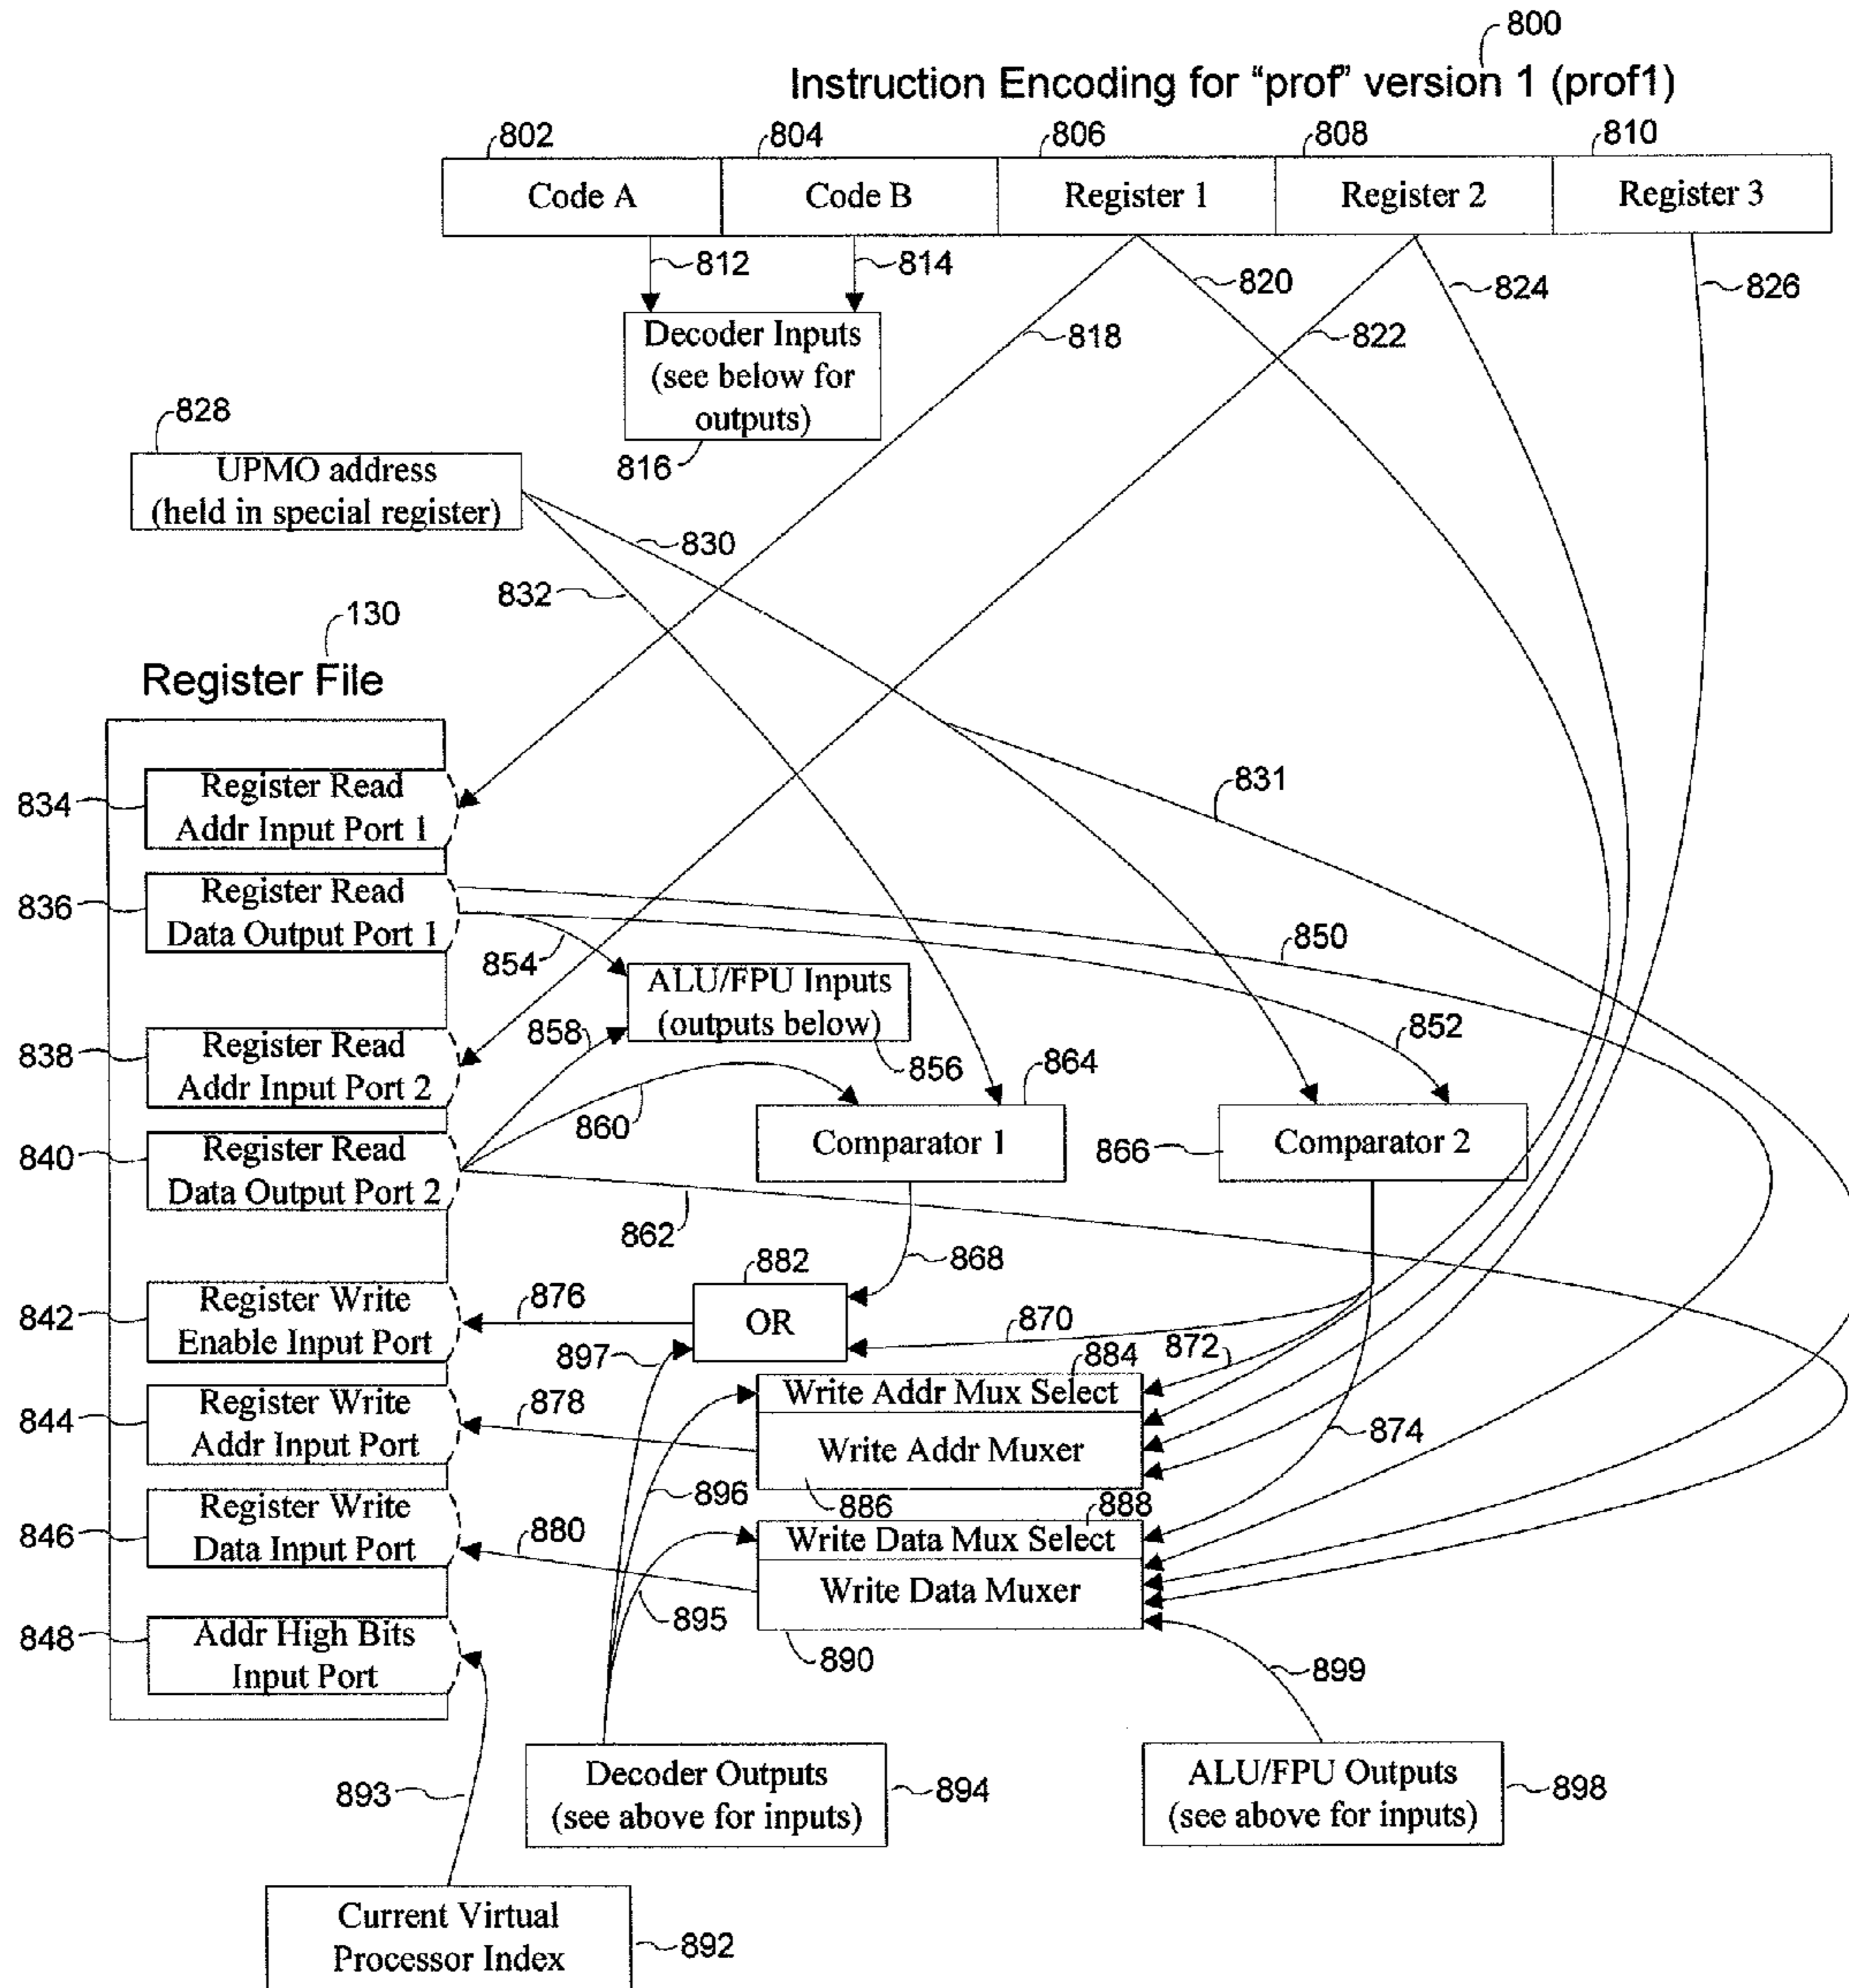 800
Instruction Encoding for “prof” version 1 (prof1)
802
804
806
808
810
Code A
Code B
Register 1
Register 2
Register 3
812
814
820
824
826
818
822
Decoder Inputs
(see below for
outputs)
816
828
UPMO address
(held in special register)
830
832
130
Register File
831
834
Register Read
Addr Input Port 1
836
Register Read
Data Output Port 1
850
854
ALU/FPU Inputs
(outputs below)
856
858
852
838
Register Read
Addr Input Port 2
860
864
Comparator 1
866
Comparator 2
840
Register Read
Data Output Port 2
862
868
882
OR
876
870
842
Register Write
Enable Input Port
897
872
884
Write Addr Mux Select
844
Register Write
Addr Input Port
878
Write Addr Muxer
874
896
886
888
846
Register Write
Data Input Port
880
Write Data Mux Select
Write Data Muxer
895
890
899
848
Addr High Bits
Input Port
893
Decoder Outputs
(see above for inputs)
894
ALU/FPU Outputs
(see above for inputs)
898
Current Virtual
Processor Index
892